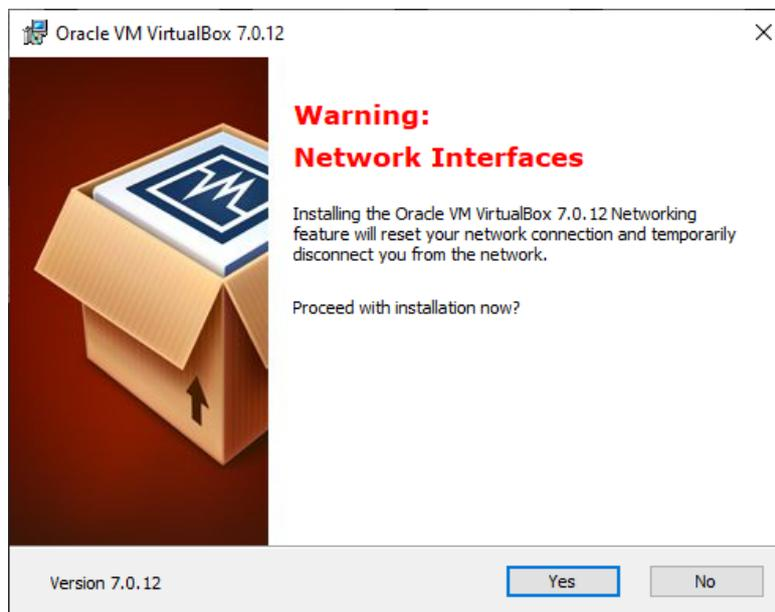 Oracle VM VirtualBox 7.0.12
Warning:
Network Interfaces
Installing the Oracle VM VirtualBox 7.0.12 Networking
feature will reset your network connection and temporarily
disconnect you from the network.
Proceed with installation now?
Version 7.0.12
Yes
No